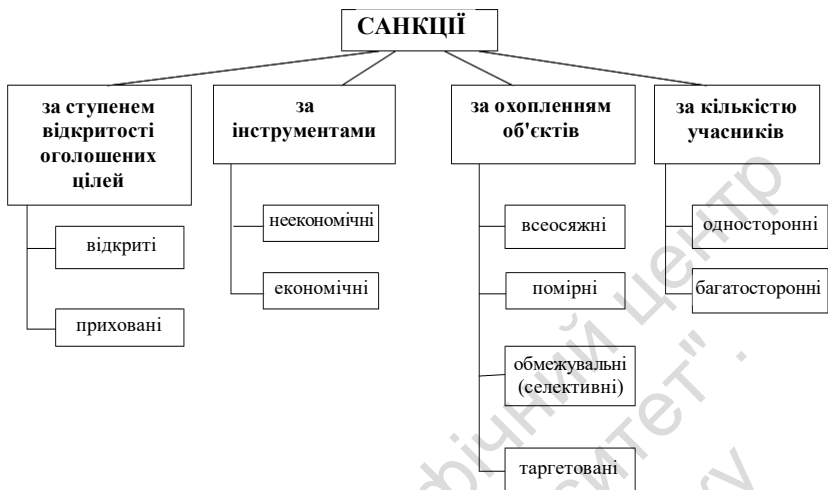 САНКЦІЇ
за ступенем
відкритості
оголошених
цілей
відкриті
приховані
за
інструментами
неекономічні
економічні
за охопленням
об'єктів
всеосяжні
помірні
обмежувальні
(селективні)
таргетовані
за кількістю
учасників
односторонні
багатосторонні
центр